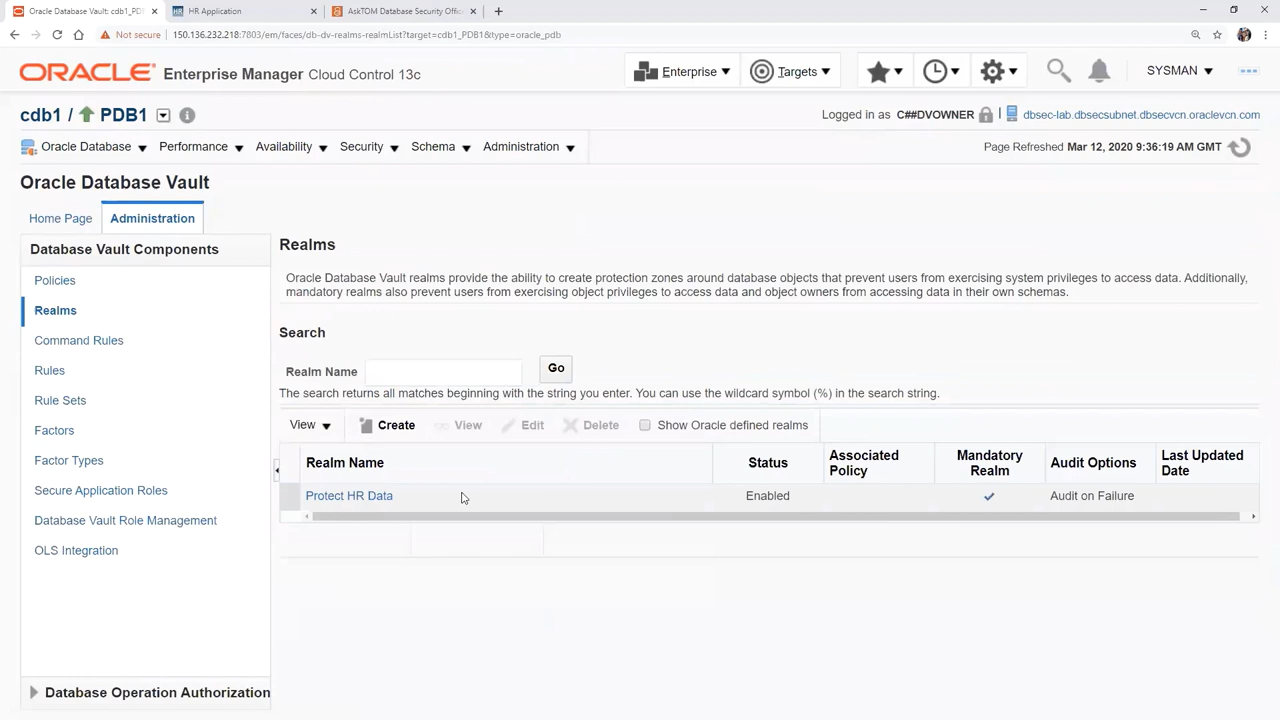 Oracle Database Vault: cdb1_PD
HR Application
AskTOM Database Security Offic
Not secure 150.136.232.218:7803/em/faces/db-dv-realms-realmList?target=cdb1_PDB1&type=oracle_pdb
ORACLE Enterprise Manager Cloud Control 13c
Enterprise
Targets
SYSMAN
cdb1 / PDB1
Logged in as C##DVOWNER
dbsec-lab.dbsecsubnet.dbsecvcn.oraclevcn.com
Oracle Database
Performance
Availability
Security
Schema
Administration
Page Refreshed Mar 12, 2020 9:36:19 AM GMT
Oracle Database Vault
Home Page
Administration
Database Vault Components
Policies
Realms
Command Rules
Rules
Rule Sets
Factors
Factor Types
Secure Application Roles
Database Vault Role Management
OLS Integration
Database Operation Authorization
Realms
Oracle Database Vault realms provide the ability to create protection zones around database objects that prevent users from exercising system privileges to access data. Additionally,
mandatory realms also prevent users from exercising object privileges to access data and object owners from accessing data in their own schemas.
Search
Realm Name
Go
The search returns all matches beginning with the string you enter. You can use the wildcard symbol (%) in the search string.
View
Create
View
Edit
Delete
Show Oracle defined realms
Realm Name
Status
Associated
Policy
Mandatory
Realm
Audit Options
Last Updated
Date
Protect HR Data
Enabled
Audit on Failure